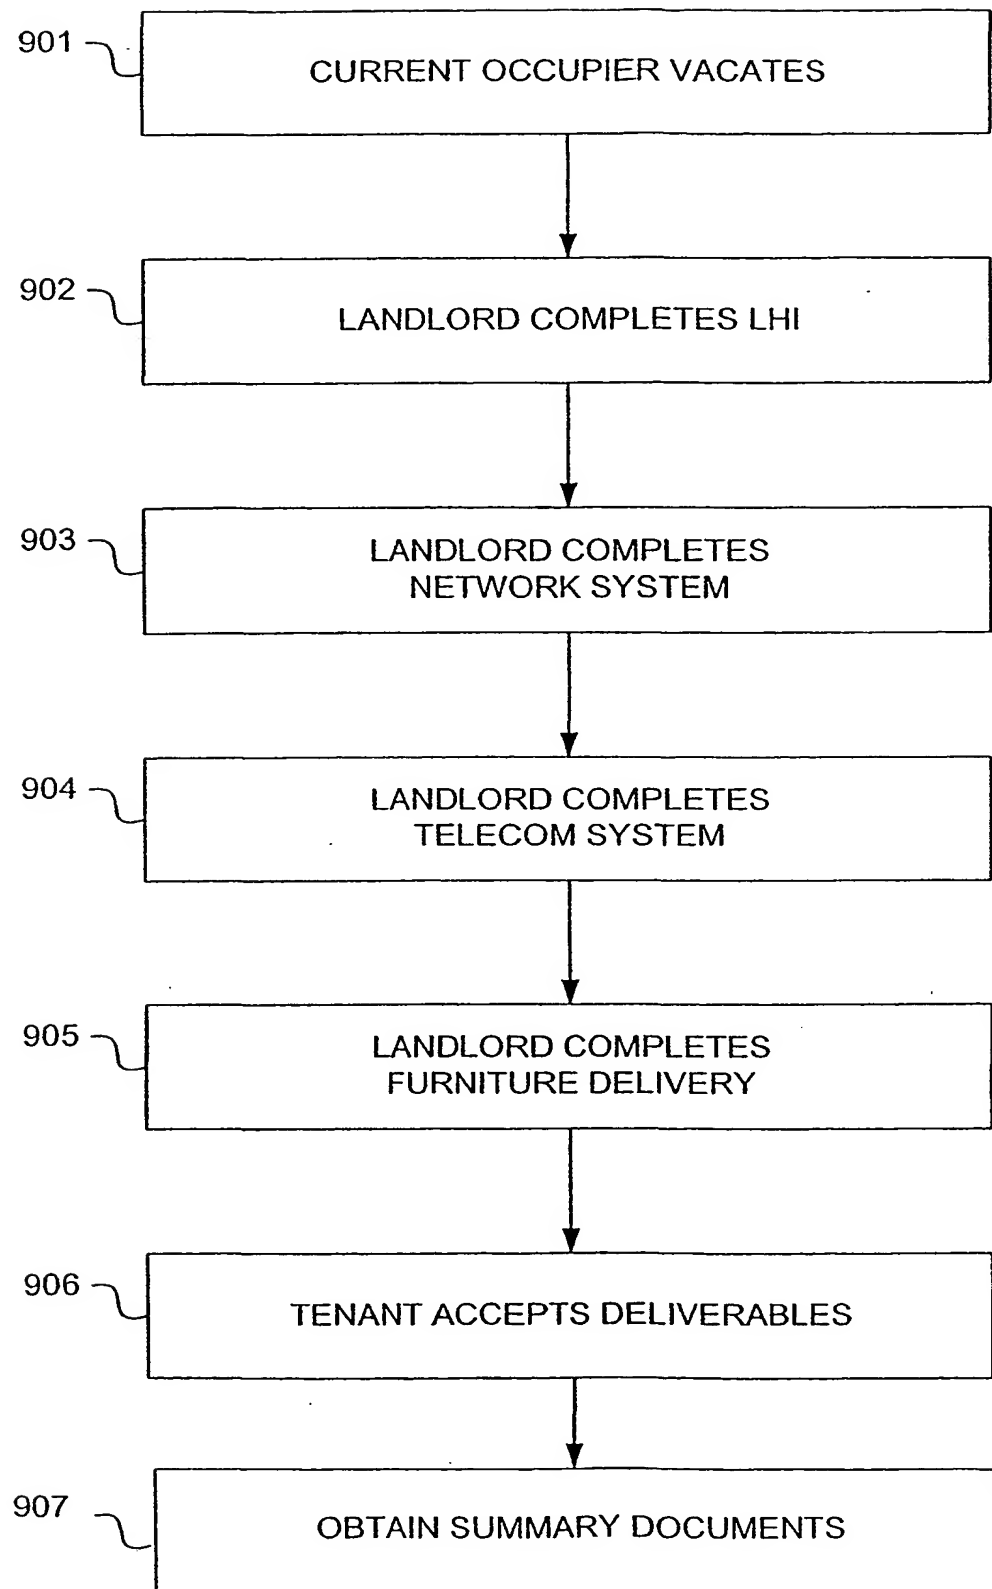 901
CURRENT OCCUPIER VACATES
902
LANDLORD COMPLETES LHI
903
LANDLORD COMPLETES
NETWORK SYSTEM
904
LANDLORD COMPLETES
TELECOM SYSTEM
905
LANDLORD COMPLETES
FURNITURE DELIVERY
906
TENANT ACCEPTS DELIVERABLES
907
OBTAIN SUMMARY DOCUMENTS